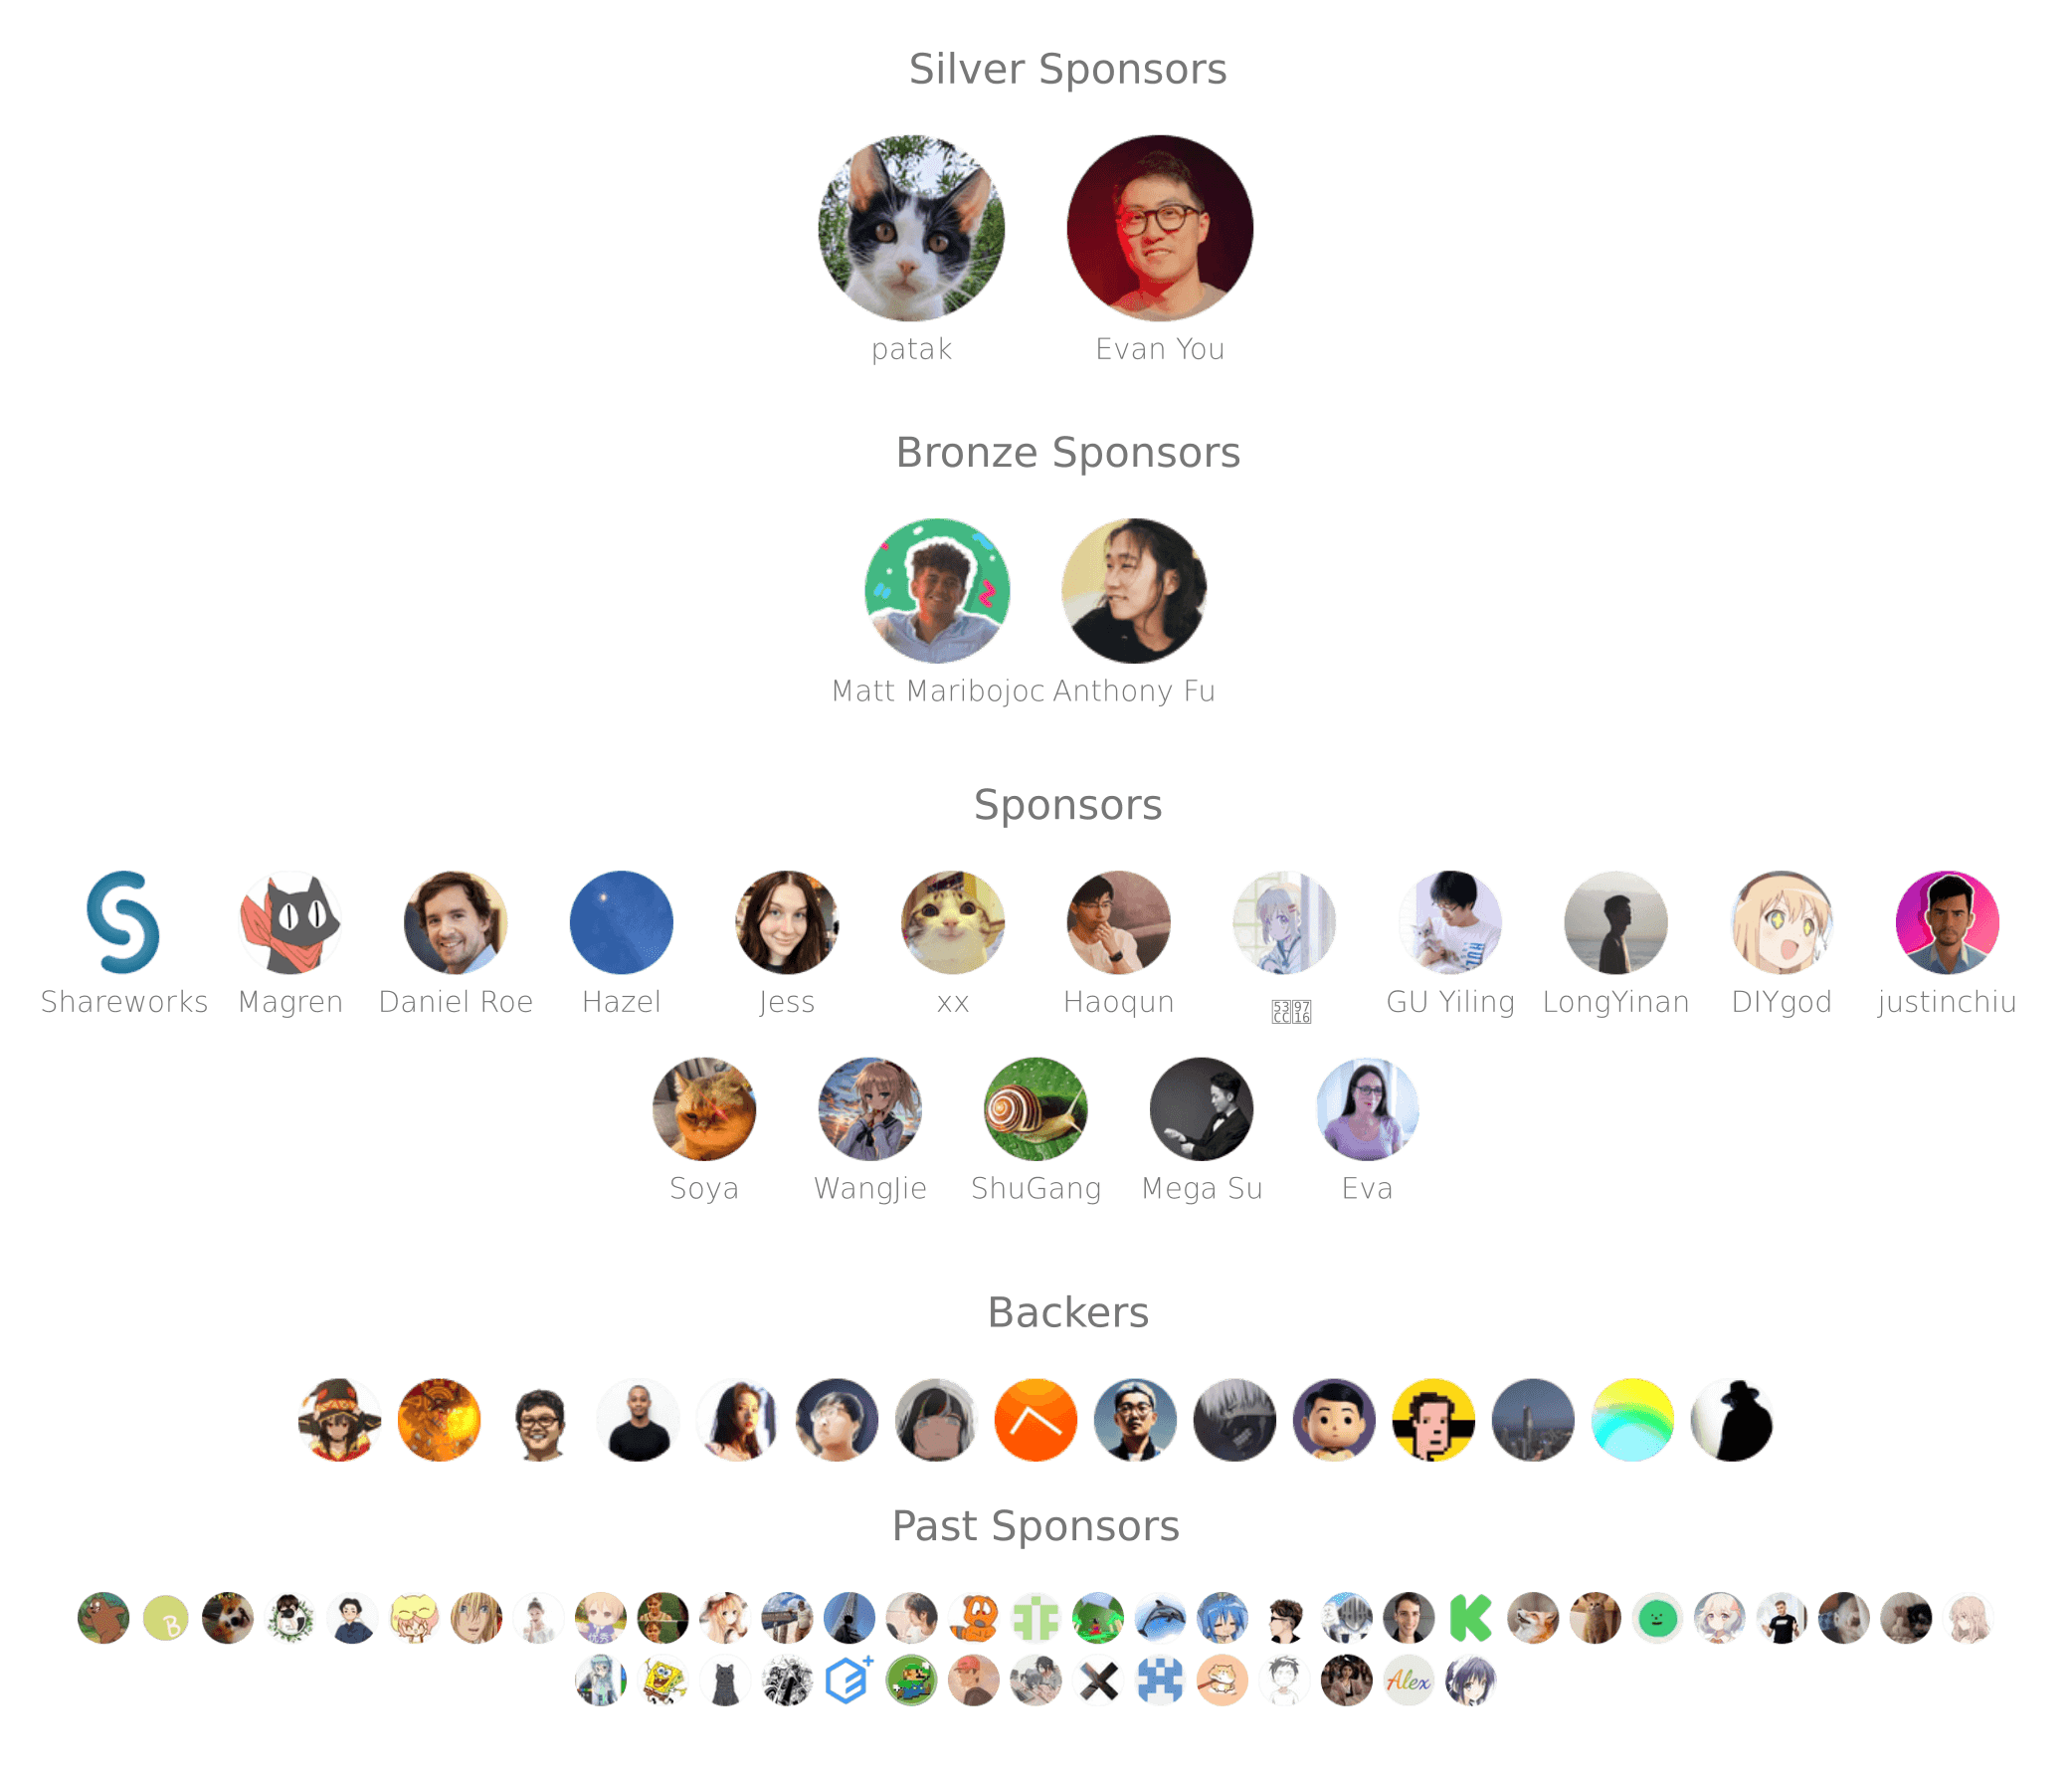 Silver Sponsors
patak Evan You
Bronze Sponsors
Matt Maribojoc Anthony Fu
Sponsors
Shareworks Magren Daniel Roe Hazel Jess xx Haoqun GU Yiling LongYinan DIYgod justinchiu
Soya WangJie ShuGang Mega Su Eva
Backers
Past Sponsors
B
Alex